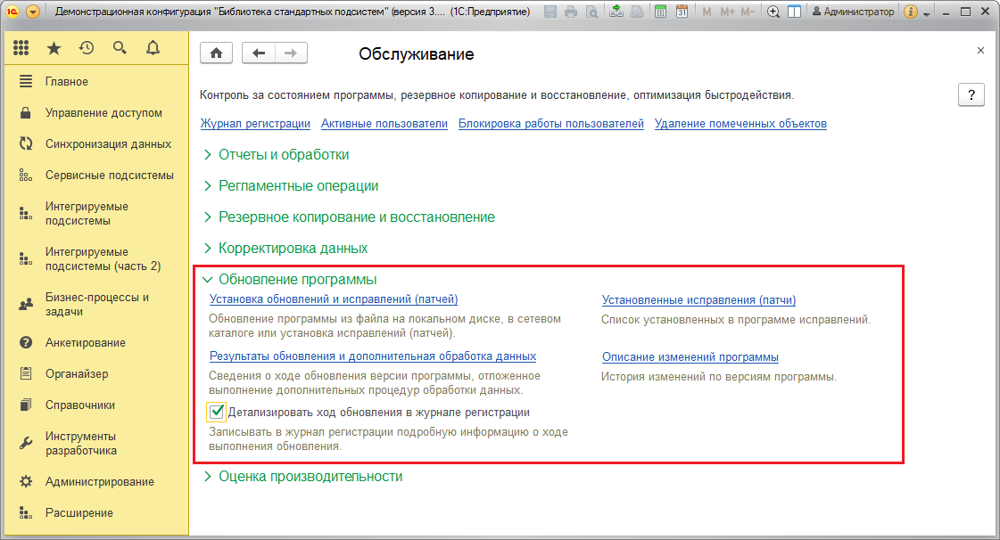 Демонстрационная конфигурация "Библиотека стандартных подсистем" (версия 3.... (1С:Предприятие)
31
M M+ M-
Администратор
Главное
Управление доступом
Синхронизация данных
Сервисные подсистемы
Интегрируемые
подсистемы
Интегрируемые
подсистемы (часть 2)
Бизнес-процессы и
задачи
Анкетирование
Органайзер
Справочники
Инструменты
разработчика
Администрирование
Расширение
Обслуживание
Контроль за состоянием программы, резервное копирование и восстановление, оптимизация быстродействия.
?
Журнал регистрации Активные пользователи Блокировка работы пользователей Удаление помеченных объектов
Отчеты и обработки
Регламентные операции
Резервное копирование и восстановление
Корректировка данных
Обновление программы
Установка обновлений и исправлений (патчей)
Обновление программы из файла на локальном диске, в сетевом
каталоге или установка исправлений (патчей).
Результаты обновления и дополнительная обработка данных
Сведения о ходе обновления версии программы, отложенное
выполнение дополнительных процедур обработки данных.
Детализировать ход обновления в журнале регистрации
Записывать в журнал регистрации подробную информацию о ходе
выполнения обновления.
Установленные исправления (патчи)
Список установленных в программе исправлений.
Описание изменений программы
История изменений по версиям программы.
Оценка производительности